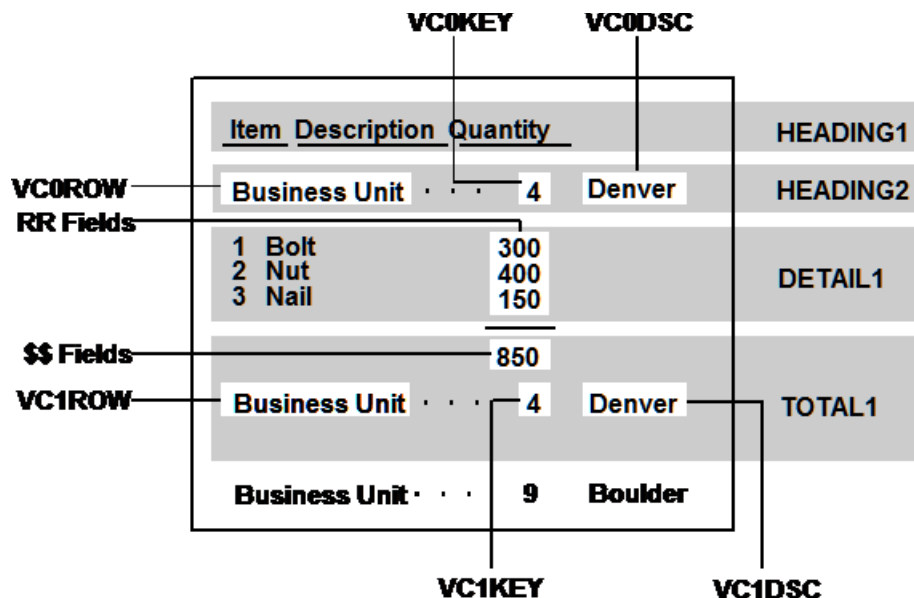 VC0KEY VC0DSC
Item Description Quantity HEADING1
VC0ROW Business Unit · · · 4 Denver HEADING2
RR Fields
1 Bolt 300
2 Nut 400 DETAIL1
3 Nail 150
$$ Fields 850
VC1ROW Business Unit · · · 4 Denver TOTAL1
Business Unit · · · 9 Boulder
VC1KEY VC1DSC